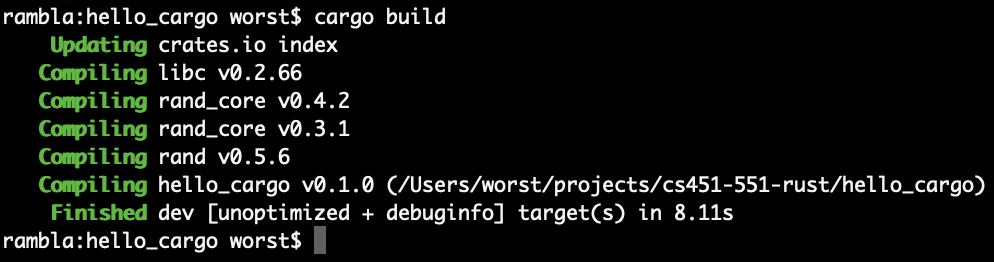 rambla:hello_cargo worst$ cargo build
Updating crates.io index
Compiling libc v0.2.66
Compiling rand_core v0.4.2
Compiling rand_core v0.3.1
Compiling rand v0.5.6
Compiling hello_cargo v0.1.0 (/Users/worst/projects/cs451-551-rust/hello_cargo)
Finished dev [unoptimized + debuginfo] target(s) in 8.11s
rambla:hello_cargo worst$